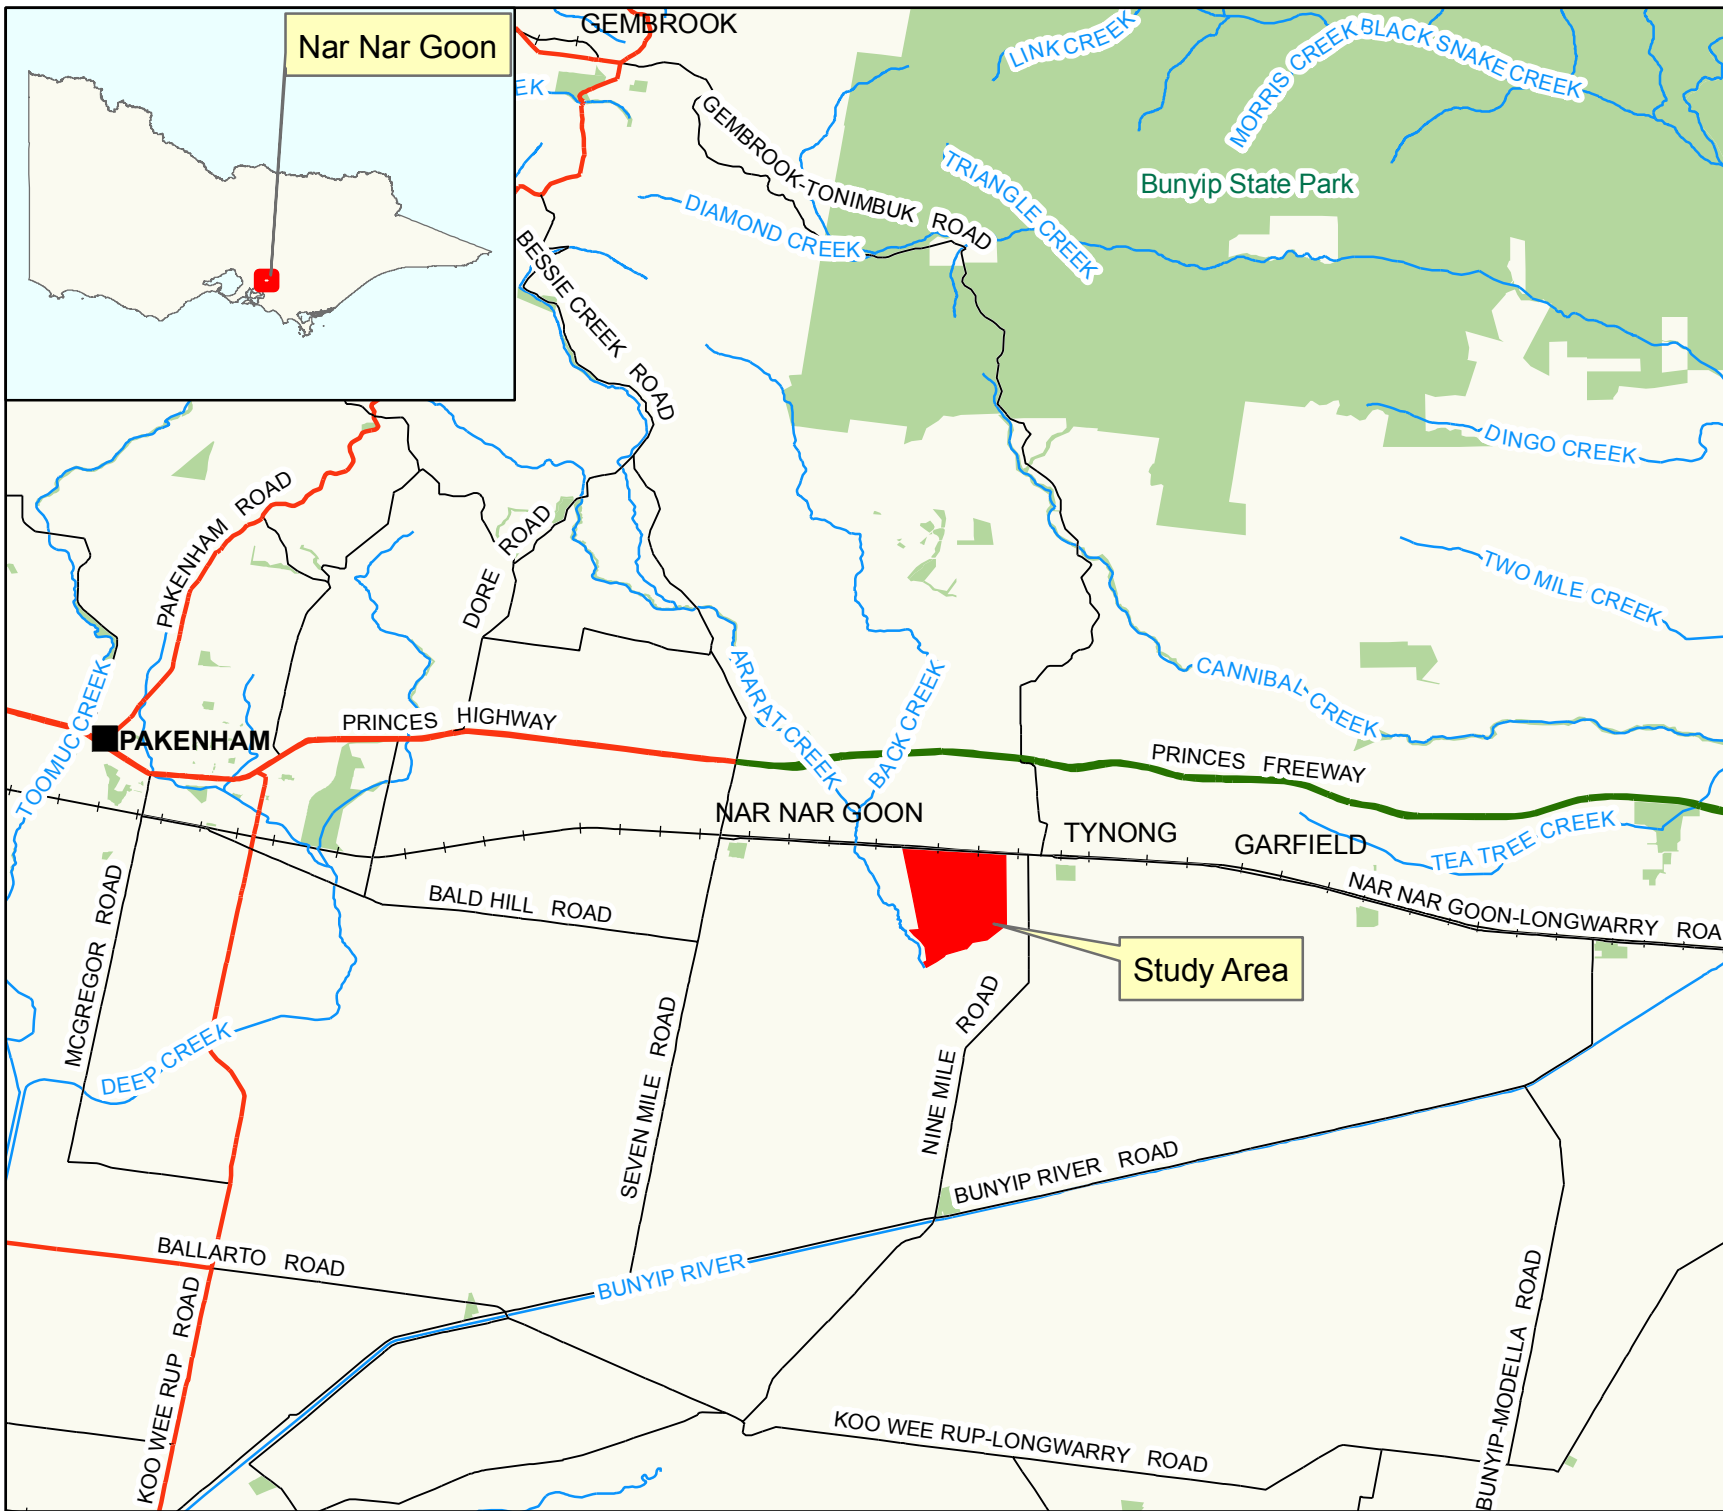 Nar Nar Goon
GEMBROOK
LINK CREEK
MORRIS CREEK
BLACK SNAKE CREEK
EK
GEMBROOK-TONIMBUK ROAD
TRIANGLE CREEK
Bunyip State Park
DIAMOND CREEK
BESSIE CREEK ROAD
DINGO CREEK
PAKENHAM ROAD
DORE ROAD
TWO MILE CREEK
TOOMUC CREEK
ARARAT CREEK
BACK CREEK
CANNIBAL CREEK
PRINCES HIGHWAY
PAKENHAM
PRINCES FREEWAY
NAR NAR GOON
TYNONG
GARFIELD
TEA TREE CREEK
MCGREGOR ROAD
BALD HILL ROAD
NAR NAR GOON-LONGWARRY ROA
Study Area
DEEP CREEK
SEVEN MILE ROAD
NINE MILE ROAD
BUNYIP RIVER ROAD
BALLARTO ROAD
BUNYIP RIVER
KOO WEE RUP ROAD
BUNYIP-MODELLA ROAD
KOO WEE RUP-LONGWARRY ROAD